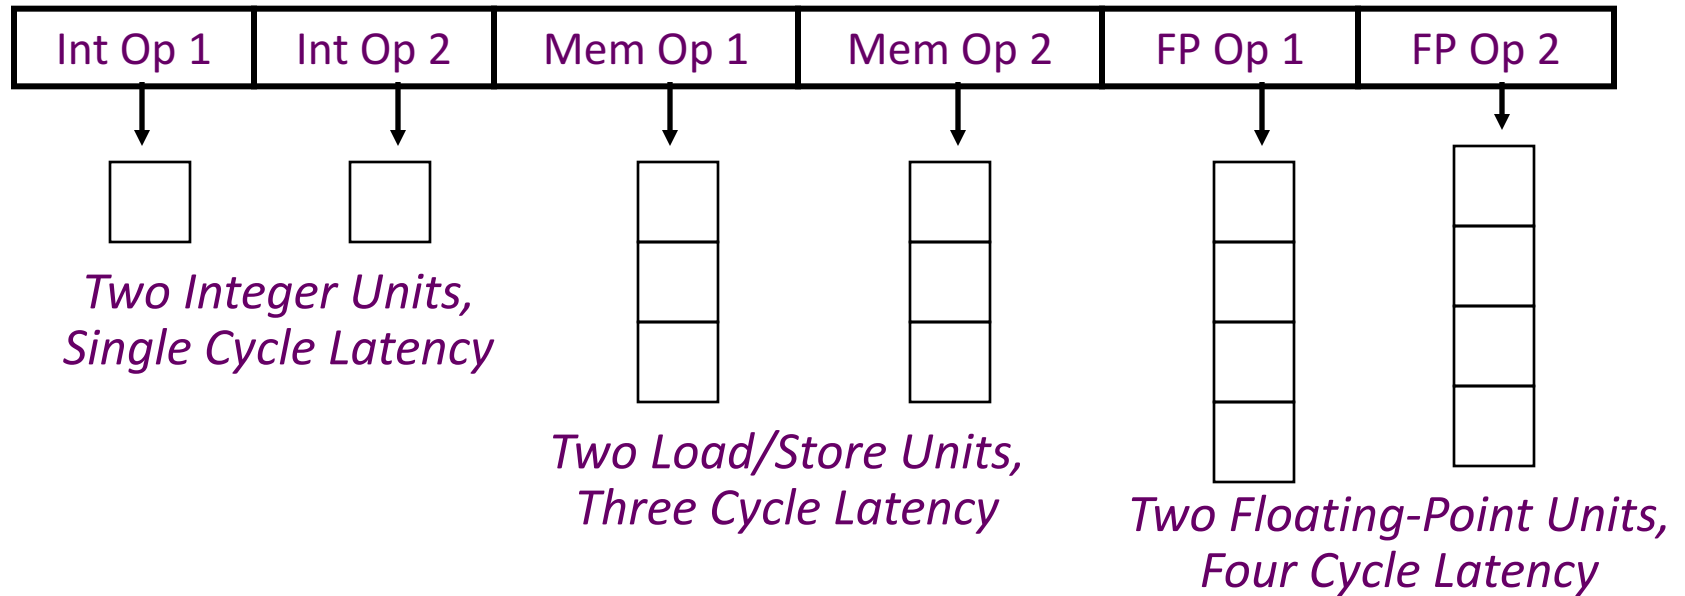 Int Op 1 Int Op 2 Mem Op 1 Mem Op 2 FP Op 1 FP Op 2
Two Integer Units,
Single Cycle Latency
Two Load/Store Units,
Three Cycle Latency
Two Floating-Point Units,
Four Cycle Latency